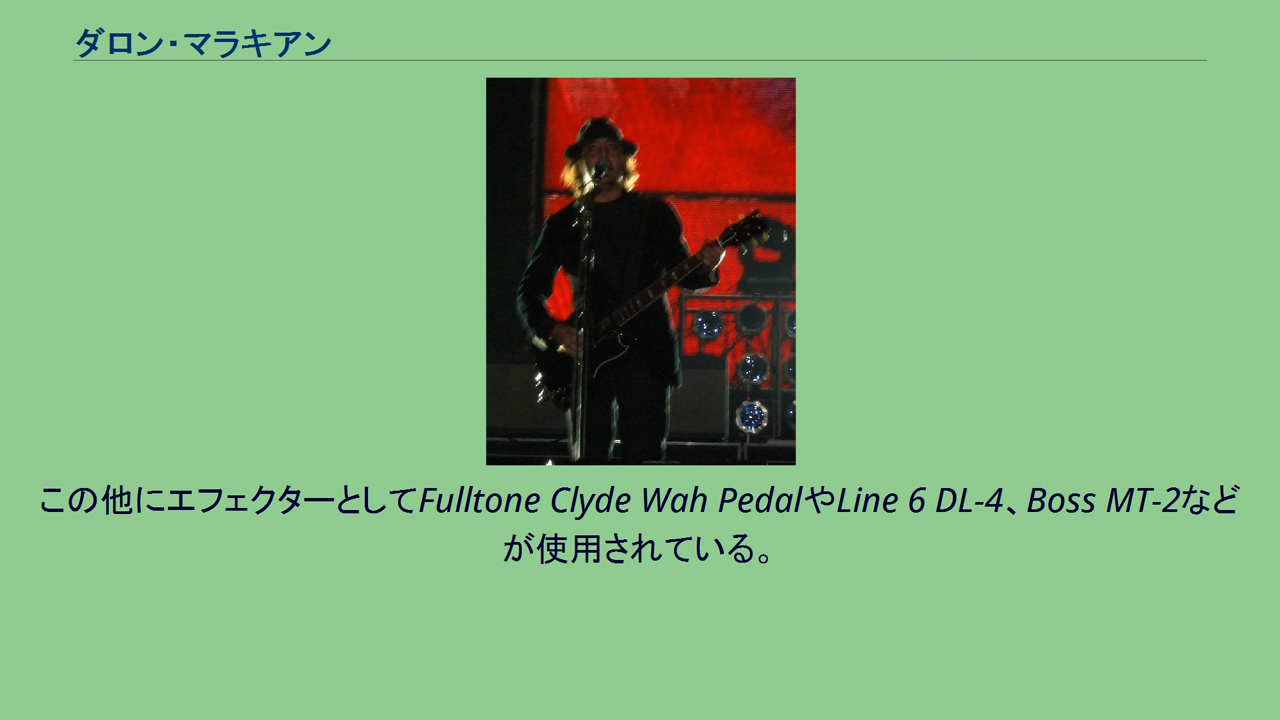 ダロン・マラキアン
この他にエフェクターとしてFulltone Clyde Wah PedalやLine 6 DL-4、Boss MT-2など
が使用されている。